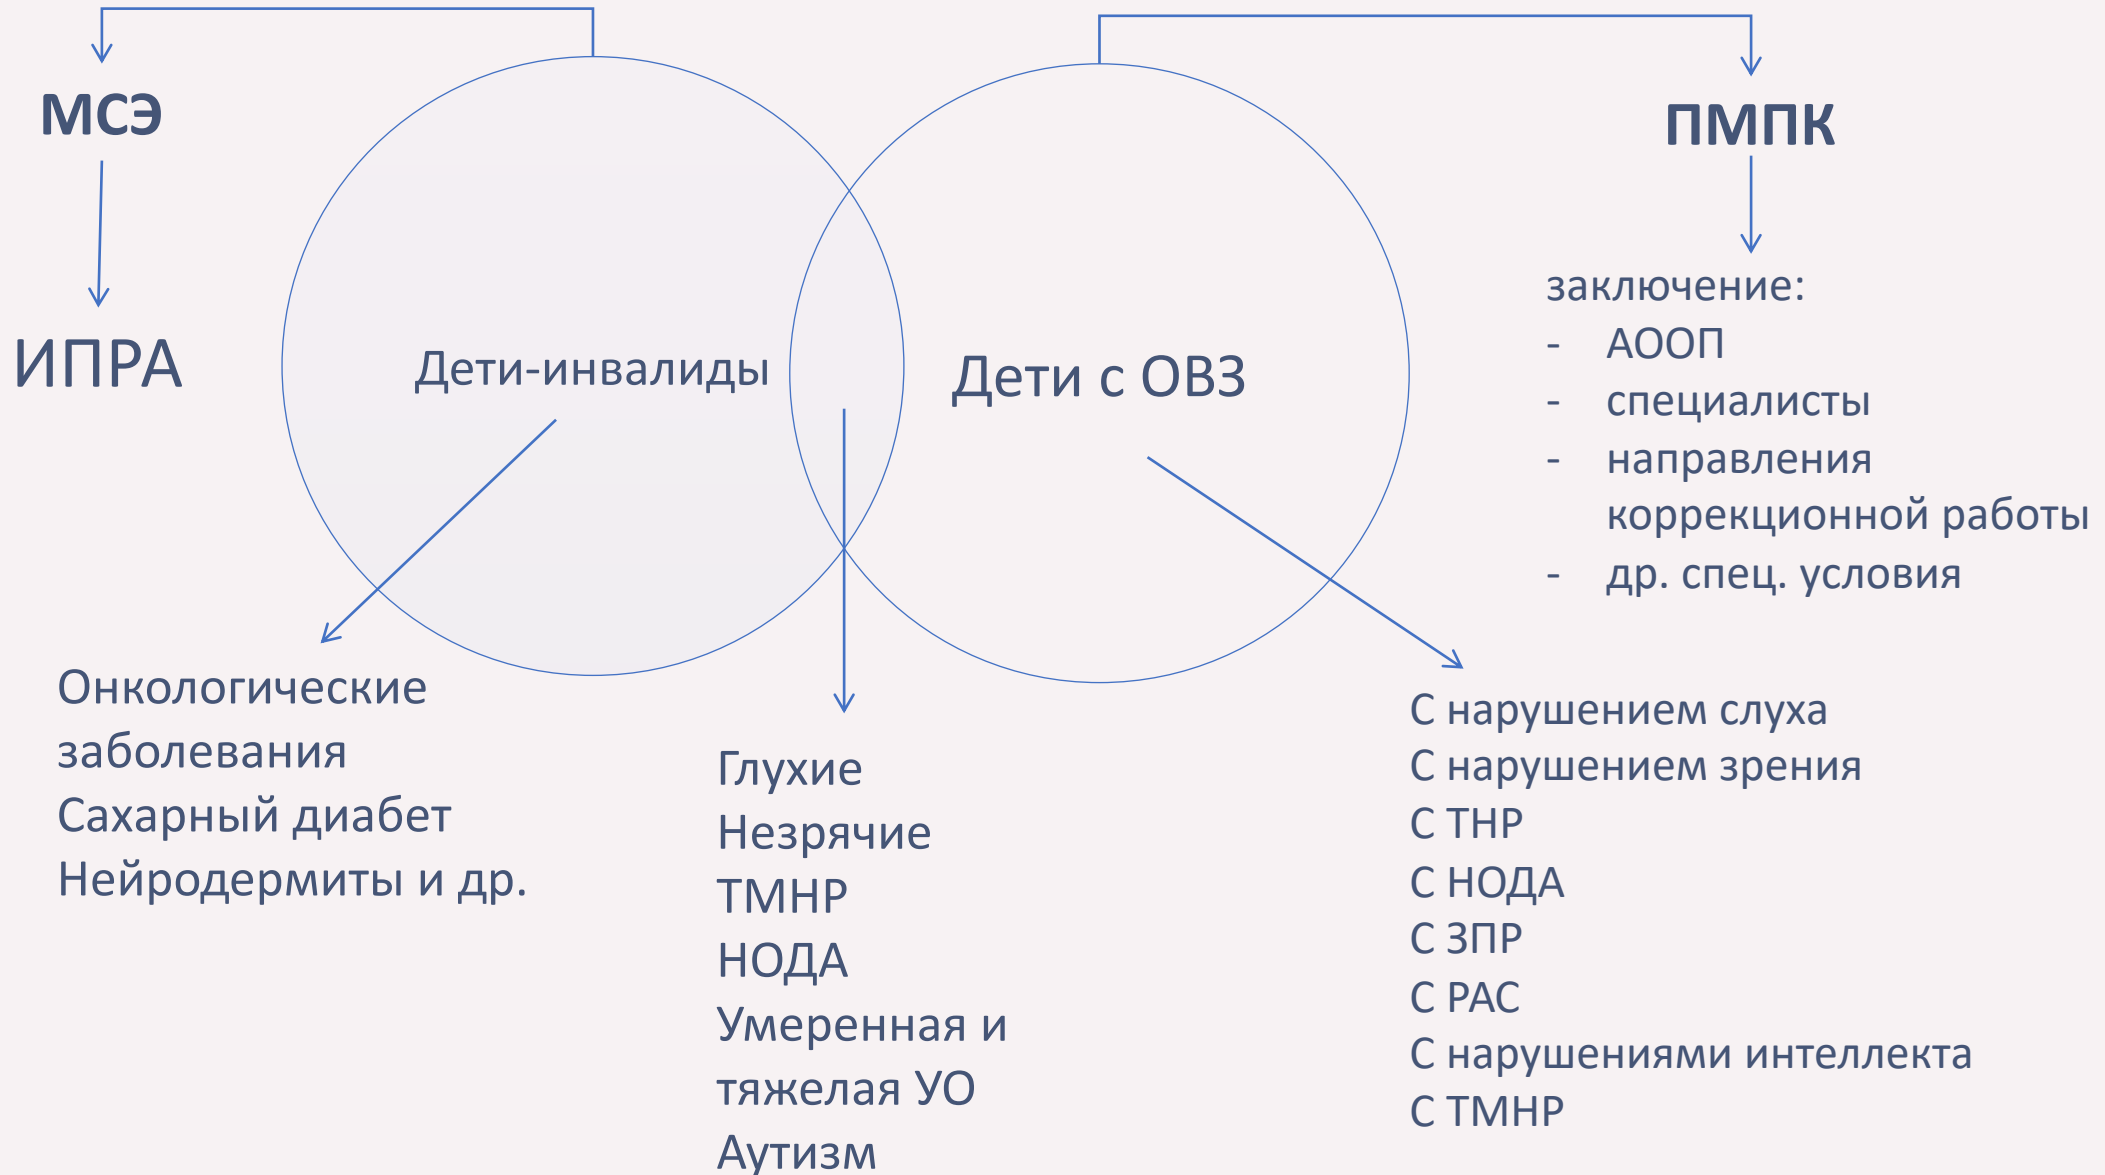 МСЭ
ИПРА
Дети-инвалиды
Дети с ОВЗ
ПМПК
заключение:
- АООП
- специалисты
- направления
коррекционной работы
- др. спец. условия
Онкологические
заболевания
Сахарный диабет
Нейродермиты и др.
Глухие
Незрячие
ТМНР
НОДА
Умеренная и
тяжелая УО
Аутизм
С нарушением слуха
С нарушением зрения
С ТНР
С НОДА
С ЗПР
С РАС
С нарушениями интеллекта
С ТМНР